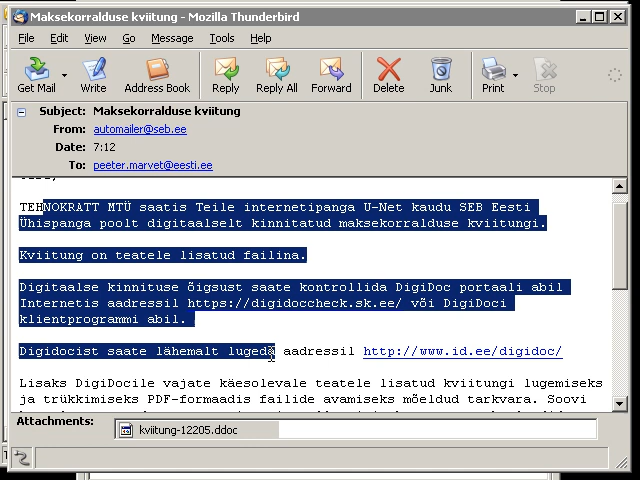 Maksekorralduse kviitung - Mozilla Thunderbird
File Edit View Go Message Tools Help
Get Mail Write Address Book Reply Reply All Forward Delete Junk Print Stop
Subject: Maksekorralduse kviitung
From: automailer@seb.ee
Date: 7:12
To: peeter.marvet@eesti.ee
TEHNOKRATT MTÜ saatis Teile internetipanga U-Net kaudu SEB Eesti
Ühispanga poolt digitaalselt kinnitatud maksekorralduse kviitungi.
Kviitung on teatele lisatud failina.
Digitaalse kinnituse õigsust saate kontrollida DigiDoc portaali abil
Internetis aadressil https://digidoccheck.sk.ee/ või DigiDoci
klientprogrammi abil.
Digidocist saate lähemalt lugeda aadressil http://www.id.ee/digidoc/
Lisaks DigiDocile vajate käesolevale teatele lisatud kviitungi lugemiseks
ja trükkimiseks PDF-formaadis failide avamiseks mõeldud tarkvara. Soovi
Attachments: kviitung-12205.ddoc